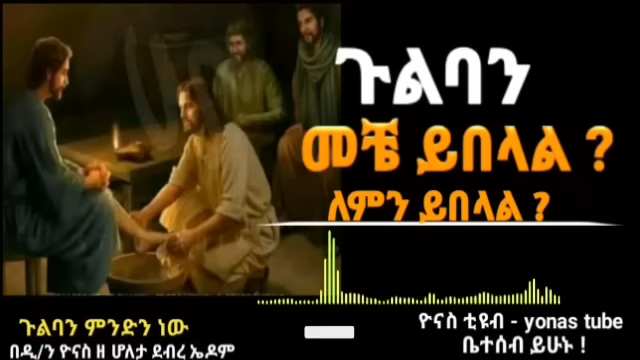 ጉልባን
መቼ ይበላል ?
ለምን ይበላል ?
ጉልባን ምንድን ነው
በዲ/ን ዮናስ ዘ ሆለታ ደብረ ኤዶም
ዮናስ ቲዩብ - yonas tube
ቤተሰብ ይሁኑ !